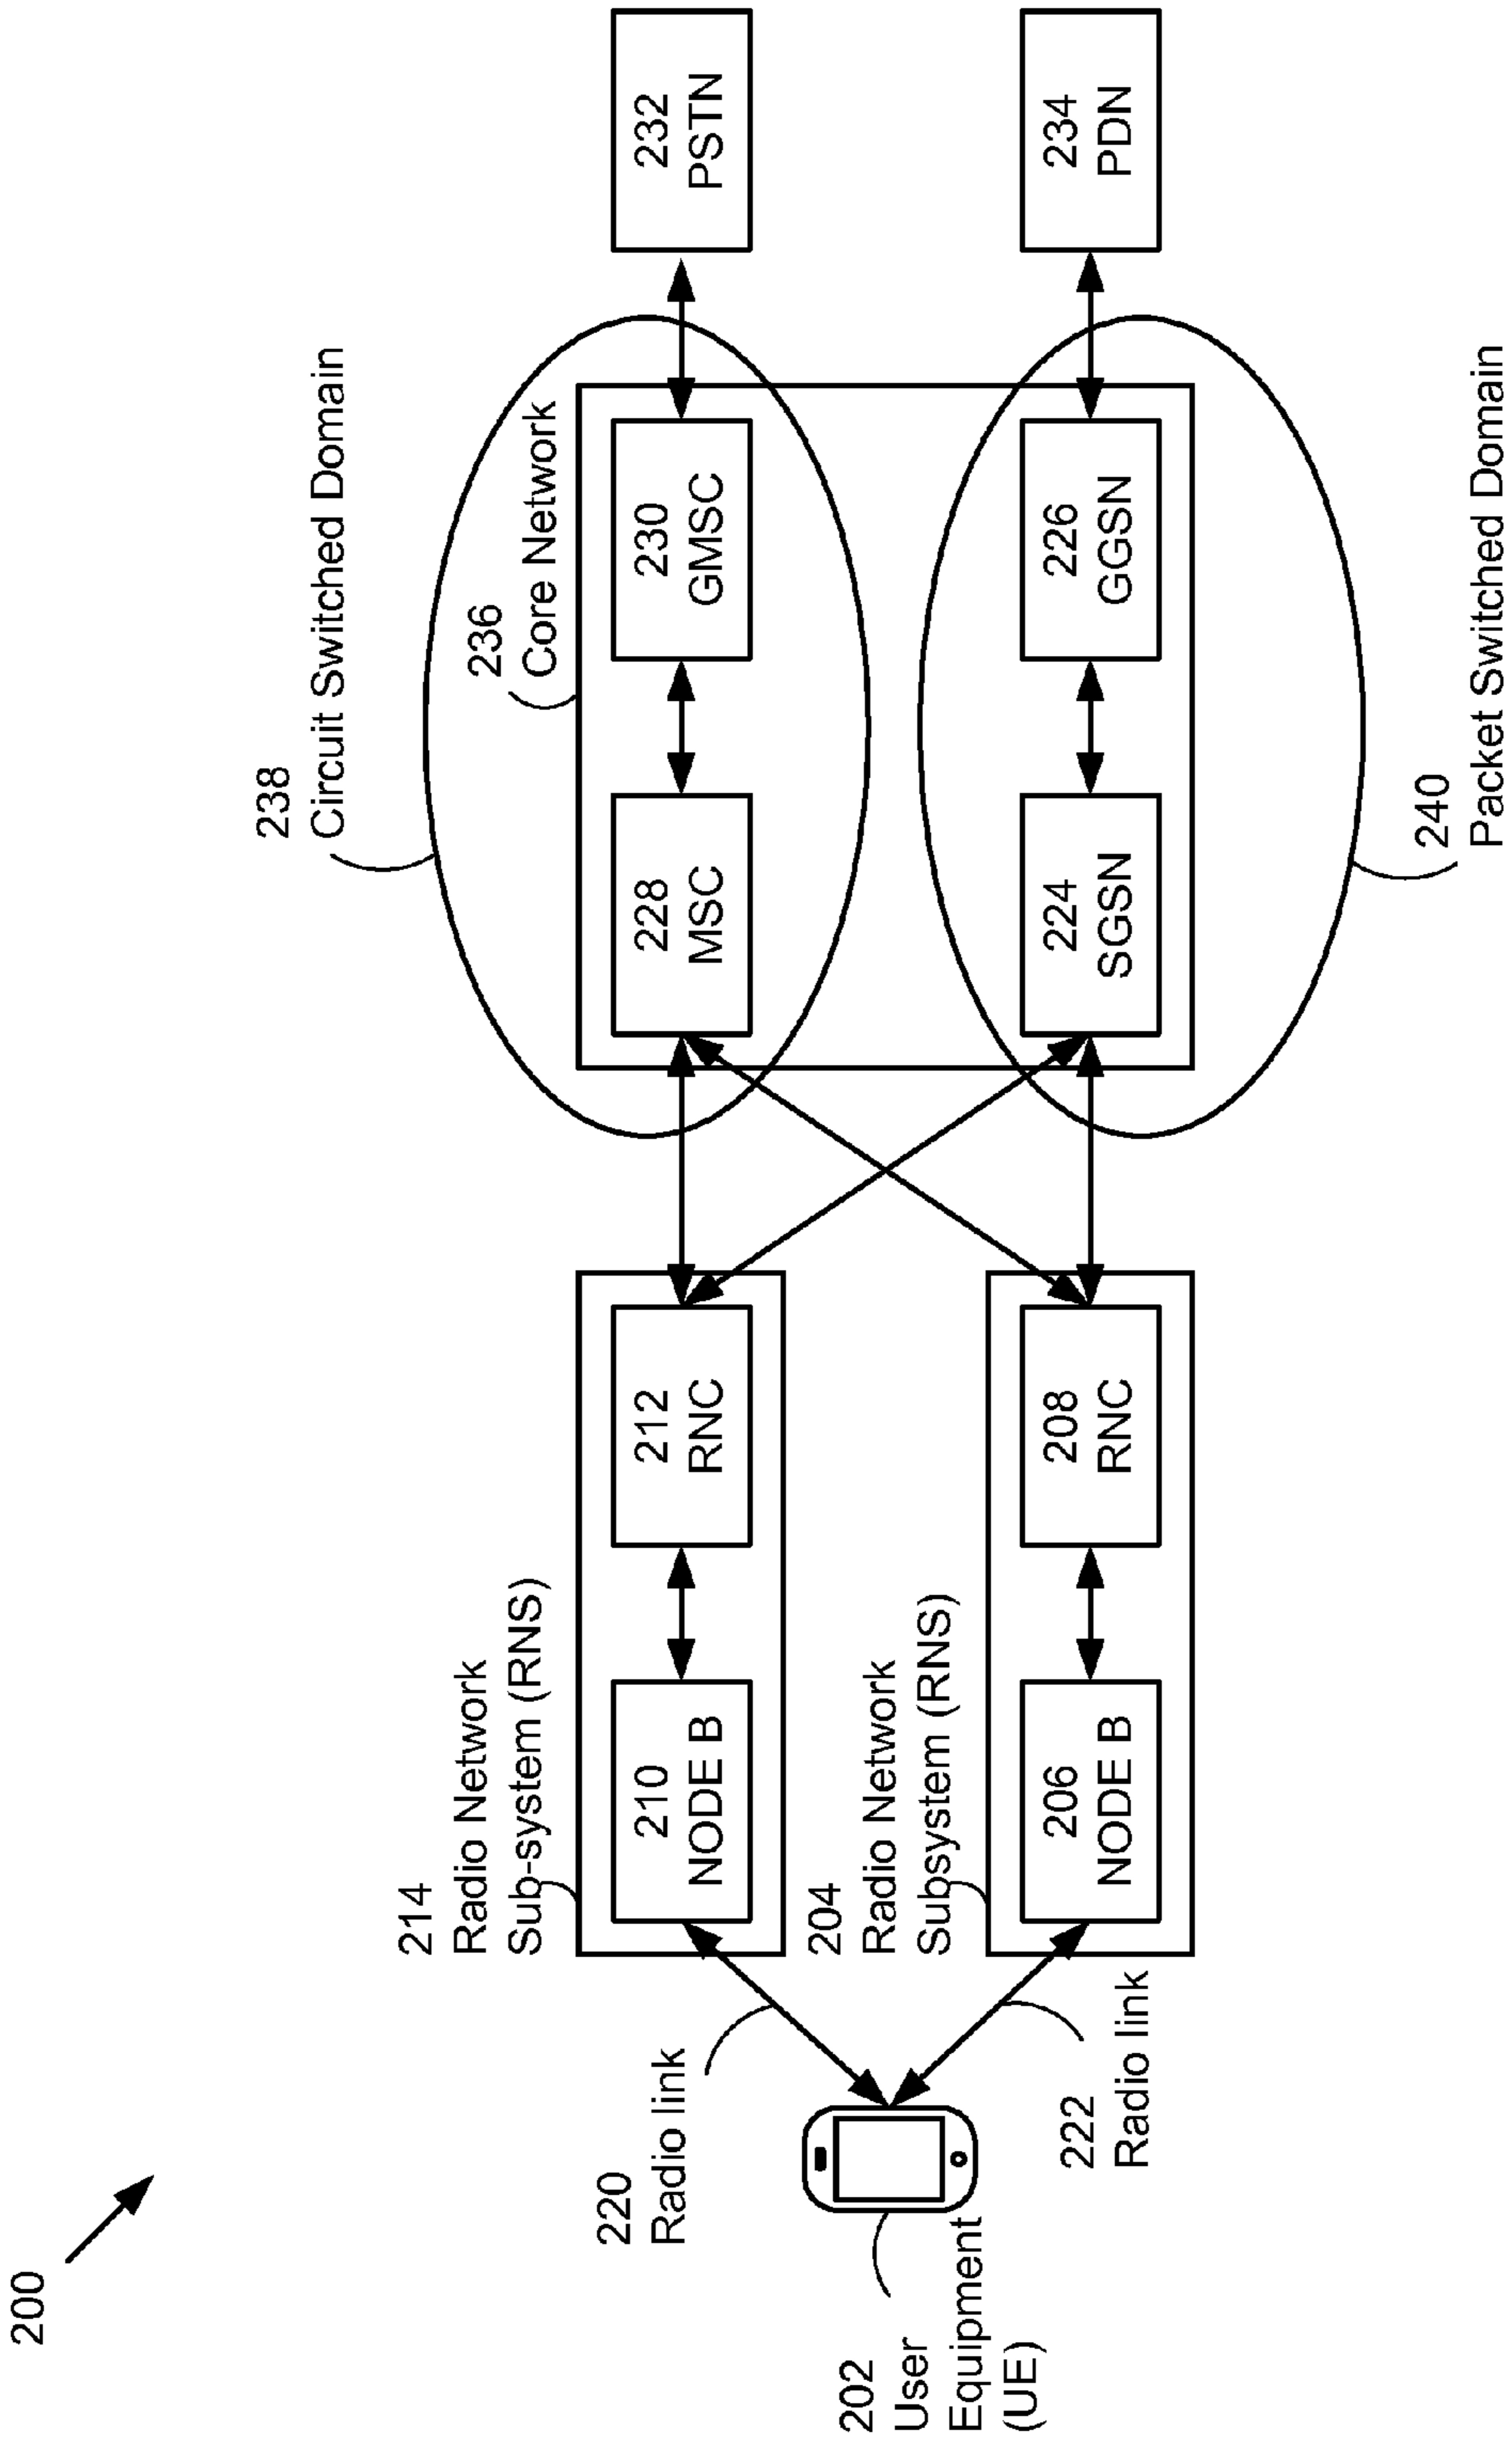 200
202
User
Equipment
(UE)
220
Radio link
222
Radio link
214
Radio Network
Sub-system (RNS)
210
NODE B
212
RNC
204
Radio Network
Subsystem (RNS)
206
NODE B
208
RNC
238
Circuit Switched Domain
236
Core Network
228
MSC
230
GMSC
224
SGSN
226
GGSN
240
Packet Switched Domain
232
PSTN
234
PDN